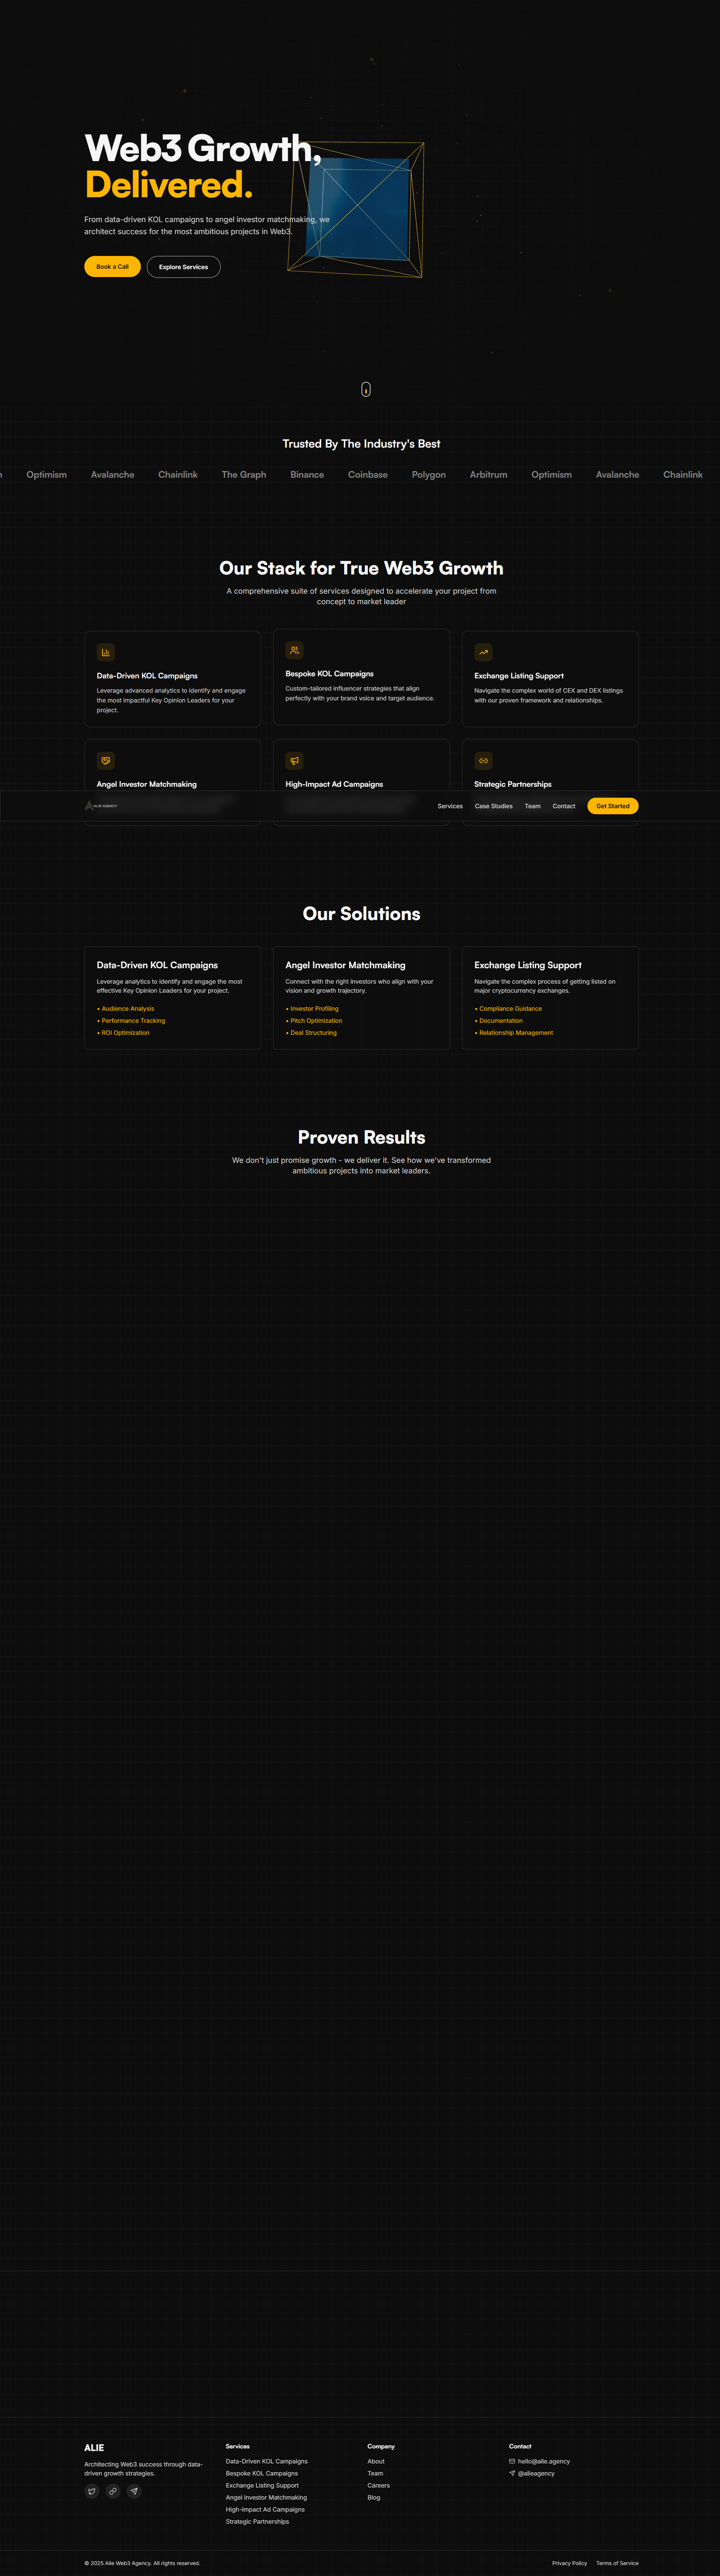 Web3 Growth,
Delivered.
From data-driven KOL campaigns to angel investor matchmaking, we
architect success for the most ambitious projects in Web3.
Book a Call
Explore Services
Trusted By The Industry's Best
Optimism Avalanche Chainlink The Graph Binance Coinbase Polygon Arbitrum Optimism Avalanche Chainlink
Our Stack for True Web3 Growth
A comprehensive suite of services designed to accelerate your project from
concept to market leader
Data-Driven KOL Campaigns
Leverage advanced analytics to identify and engage
the most impactful Key Opinion Leaders for your
project.
Bespoke KOL Campaigns
Custom-tailored influencer strategies that align
perfectly with your brand voice and target audience.
Exchange Listing Support
Navigate the complex world of CEX and DEX listings
with our proven framework and relationships.
Angel Investor Matchmaking
High-Impact Ad Campaigns
Strategic Partnerships
ALIE AGENCY
Services
Case Studies
Team
Contact
Get Started
Our Solutions
Data-Driven KOL Campaigns
Leverage analytics to identify and engage the most
effective Key Opinion Leaders for your project.
• Audience Analysis
• Performance Tracking
• ROI Optimization
Angel Investor Matchmaking
Connect with the right investors who align with your
vision and growth trajectory.
• Investor Profiling
• Pitch Optimization
• Deal Structuring
Exchange Listing Support
Navigate the complex process of getting listed on
major cryptocurrency exchanges.
• Compliance Guidance
• Documentation
• Relationship Management
Proven Results
We don't just promise growth - we deliver it. See how we've transformed
ambitious projects into market leaders.
ALIE
Architecting Web3 success through data-
driven growth strategies.
Services
Data-Driven KOL Campaigns
Bespoke KOL Campaigns
Exchange Listing Support
Angel Investor Matchmaking
High-Impact Ad Campaigns
Strategic Partnerships
Company
About
Team
Careers
Blog
Contact
hello@alie.agency
@alieagency
© 2025 Alie Web3 Agency. All rights reserved.
Privacy Policy
Terms of Service